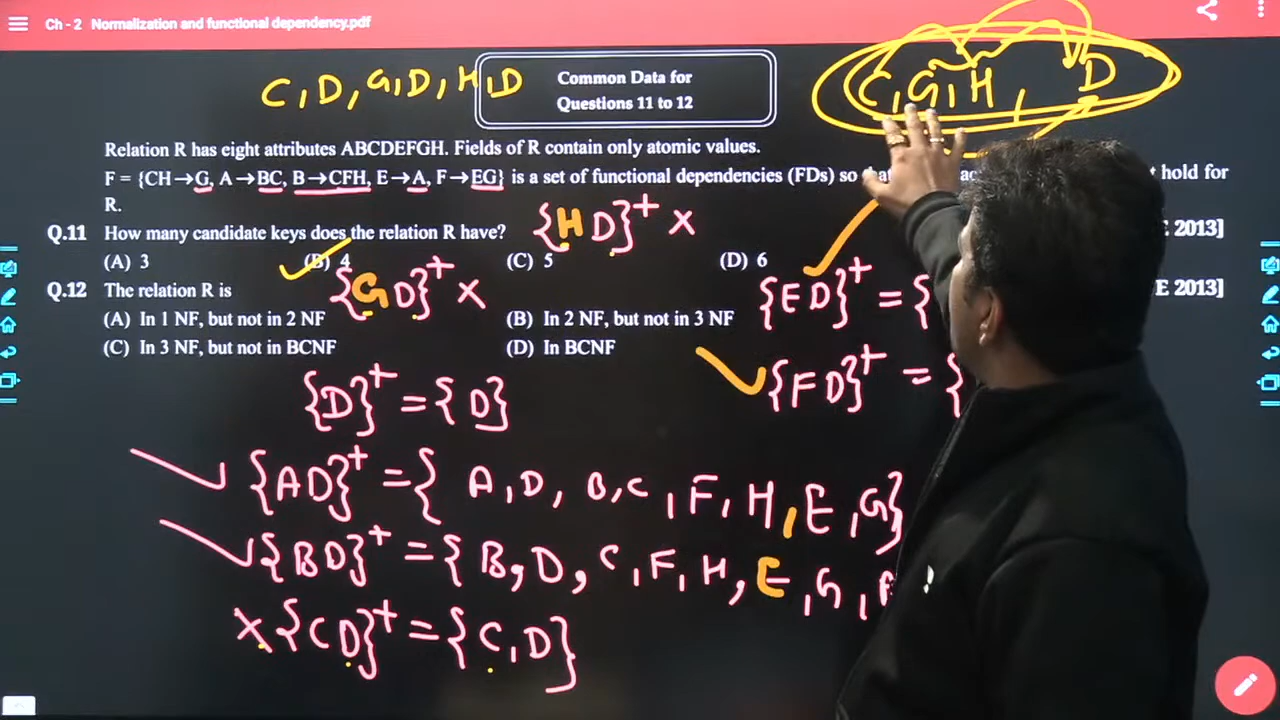 Ch - 2 Normalization and functional dependency.pdf
C, D, G, D, H, D
Common Data for
Questions 11 to 12
C, G, H, D
Relation R has eight attributes ABCDEFGH. Fields of R contain only atomic values.
F = {CH→G, A→BC, B→CFH, E→A, F→EG} is a set of functional dependencies (FDs) so hold for
R.
{HD}⁺ ×
Q.11 How many candidate keys does the relation R have? 2013]
(A) 3 (B) 4 (C) 5 (D) 6
{GD}⁺ ×
{ED}⁺ = {
Q.12 The relation R is E 2013]
(A) In 1 NF, but not in 2 NF (B) In 2 NF, but not in 3 NF
(C) In 3 NF, but not in BCNF (D) In BCNF
{FD}⁺ = {
{D}⁺ = {D}
{AD}⁺ = { A, D, B, C, F, H, E, G}
{BD}⁺ = {B, D, C, F, H, E, G,
× {CD}⁺ = {C, D}